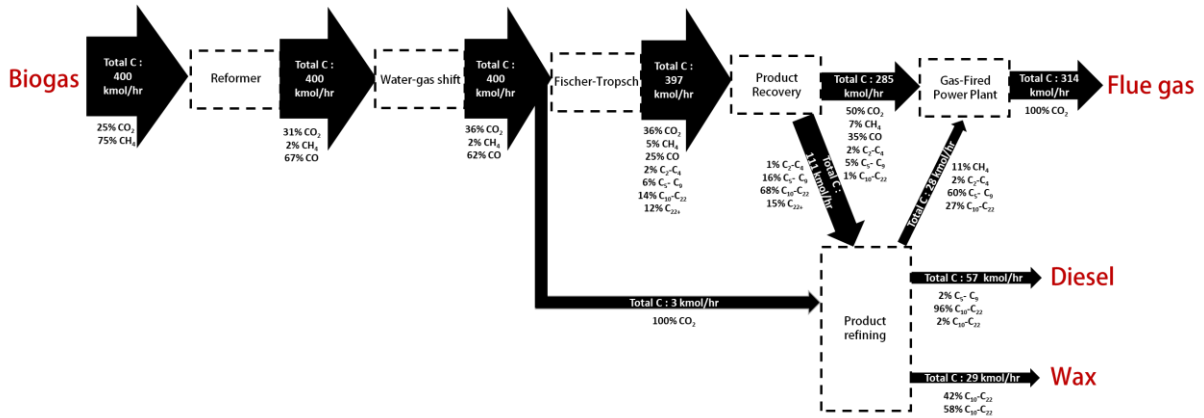 Biogas
Total C :
400
kmol/hr
25% CO₂
75% CH₄
Reformer
Total C :
400
kmol/hr
31% CO₂
2% CH₄
67% CO
Water-gas shift
Total C :
400
kmol/hr
36% CO₂
2% CH₄
62% CO
Fischer-Tropsch
Total C :
397
kmol/hr
36% CO₂
5% CH₄
25% CO
2% C₂-C₄
6% C₅- C₉
14% C₁₀-C₂₂
12% C₂₂₊
Product
Recovery
Total C : 285
kmol/hr
50% CO₂
7% CH₄
35% CO
2% C₂-C₄
5% C₅- C₉
1% C₁₀-C₂₂
Gas-Fired
Power Plant
Total C : 314
kmol/hr
100% CO₂
Flue gas
Total C :
111 kmol/hr
1% C₂-C₄
16% C₅- C₉
68% C₁₀-C₂₂
15% C₂₂₊
Total C : 28 kmol/hr
11% CH₄
2% C₂-C₄
60% C₅- C₉
27% C₁₀-C₂₂
Total C : 3 kmol/hr
100% CO₂
Product
refining
Total C : 57 kmol/hr
2% C₅- C₉
96% C₁₀-C₂₂
2% C₁₀-C₂₂
Diesel
Total C : 29 kmol/hr
42% C₁₀-C₂₂
58% C₁₀-C₂₂
Wax